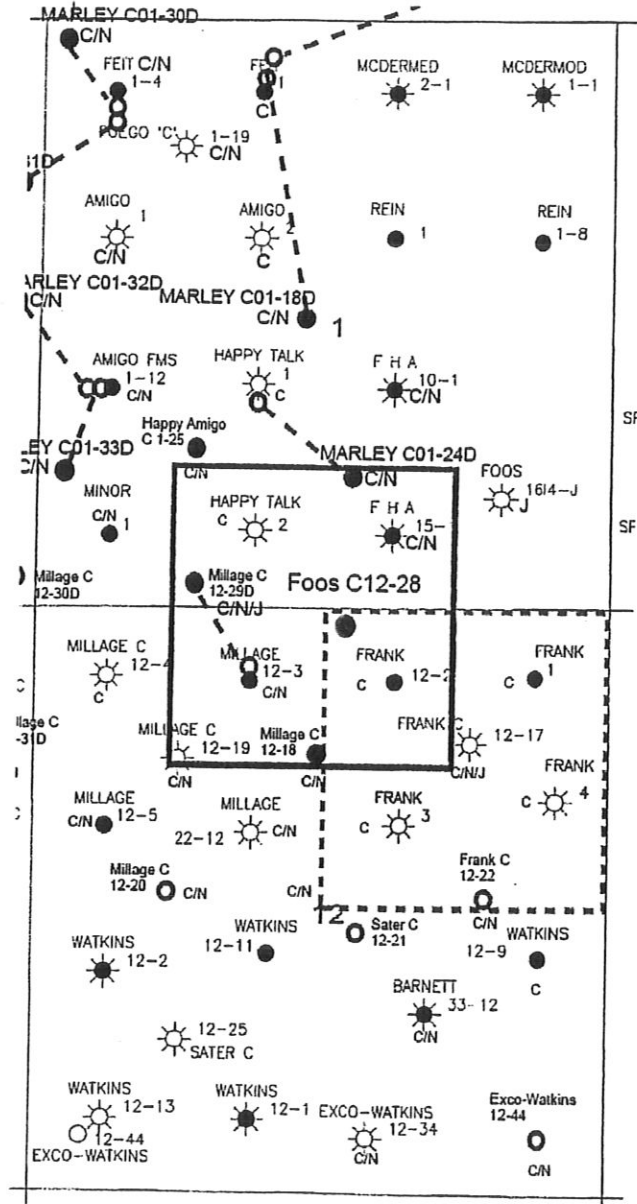 MARLEY C01-30D
C/N
FEIT C/N
1-4
1
C
MCDERMED
2-1
MCDERMOD
1-1
1-19
C/N
AMIGO
1
C/N
AMIGO
2
C
REIN
1
REIN
1-8
C01-32D
C/N
MARLEY C01-18D
C/N
1
AMIGO FMS
1-12
C/N
HAPPY TALK
1
C
F H A
10-1
C/N
Happy Amigo
C 1-25
C/N
C01-33D
C/N
MARLEY C01-24D
C/N
FOOS
16/4-J
J
SF
SF
MINOR
C/N
1
HAPPY TALK
C
2
F H A
15-
C/N
Millage C
12-30D
Millage C
12-29D
C/N/J
Foos C12-28
MILLAGE C
12-4
C
MILLAGE
12-3
C/N
FRANK
C
12-2
FRANK
C
1
C
-31D
MILLAGE C
12-19
C/N
Millage C
12-18
C/N
FRANK C
12-17
C/N/J
FRANK
C
4
C
MILLAGE
C/N
12-5
MILLAGE
C/N
22-12
FRANK
3
C
Millage C
12-20
C/N
C/N
Frank C
12-22
C/N
Sater C
12-21
WATKINS
12-2
WATKINS
12-11
12-9
WATKINS
C
BARNETT
33-12
C/N
12-25
SATER C
WATKINS
12-13
12-44
EXCO-WATKINS
WATKINS
12-1
EXCO-WATKINS
12-34
C/N
Exco-Watkins
12-44
C/N